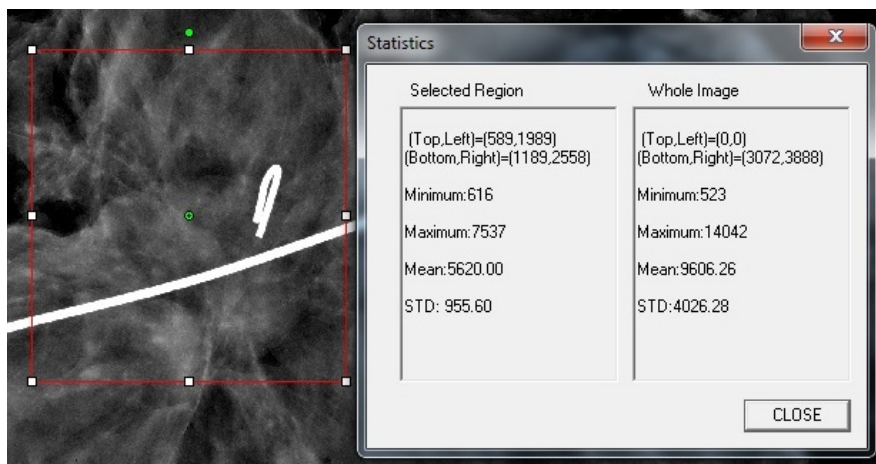 Statistics
Selected Region
(Top,Left)=(589,1989)
(Bottom,Right)=(1189,2558)
Minimum:616
Maximum:7537
Mean:5620.00
STD: 955.60
Whole Image
(Top,Left)=(0,0)
(Bottom,Right)=(3072,3888)
Minimum:523
Maximum:14042
Mean:9606.26
STD:4026.28
CLOSE